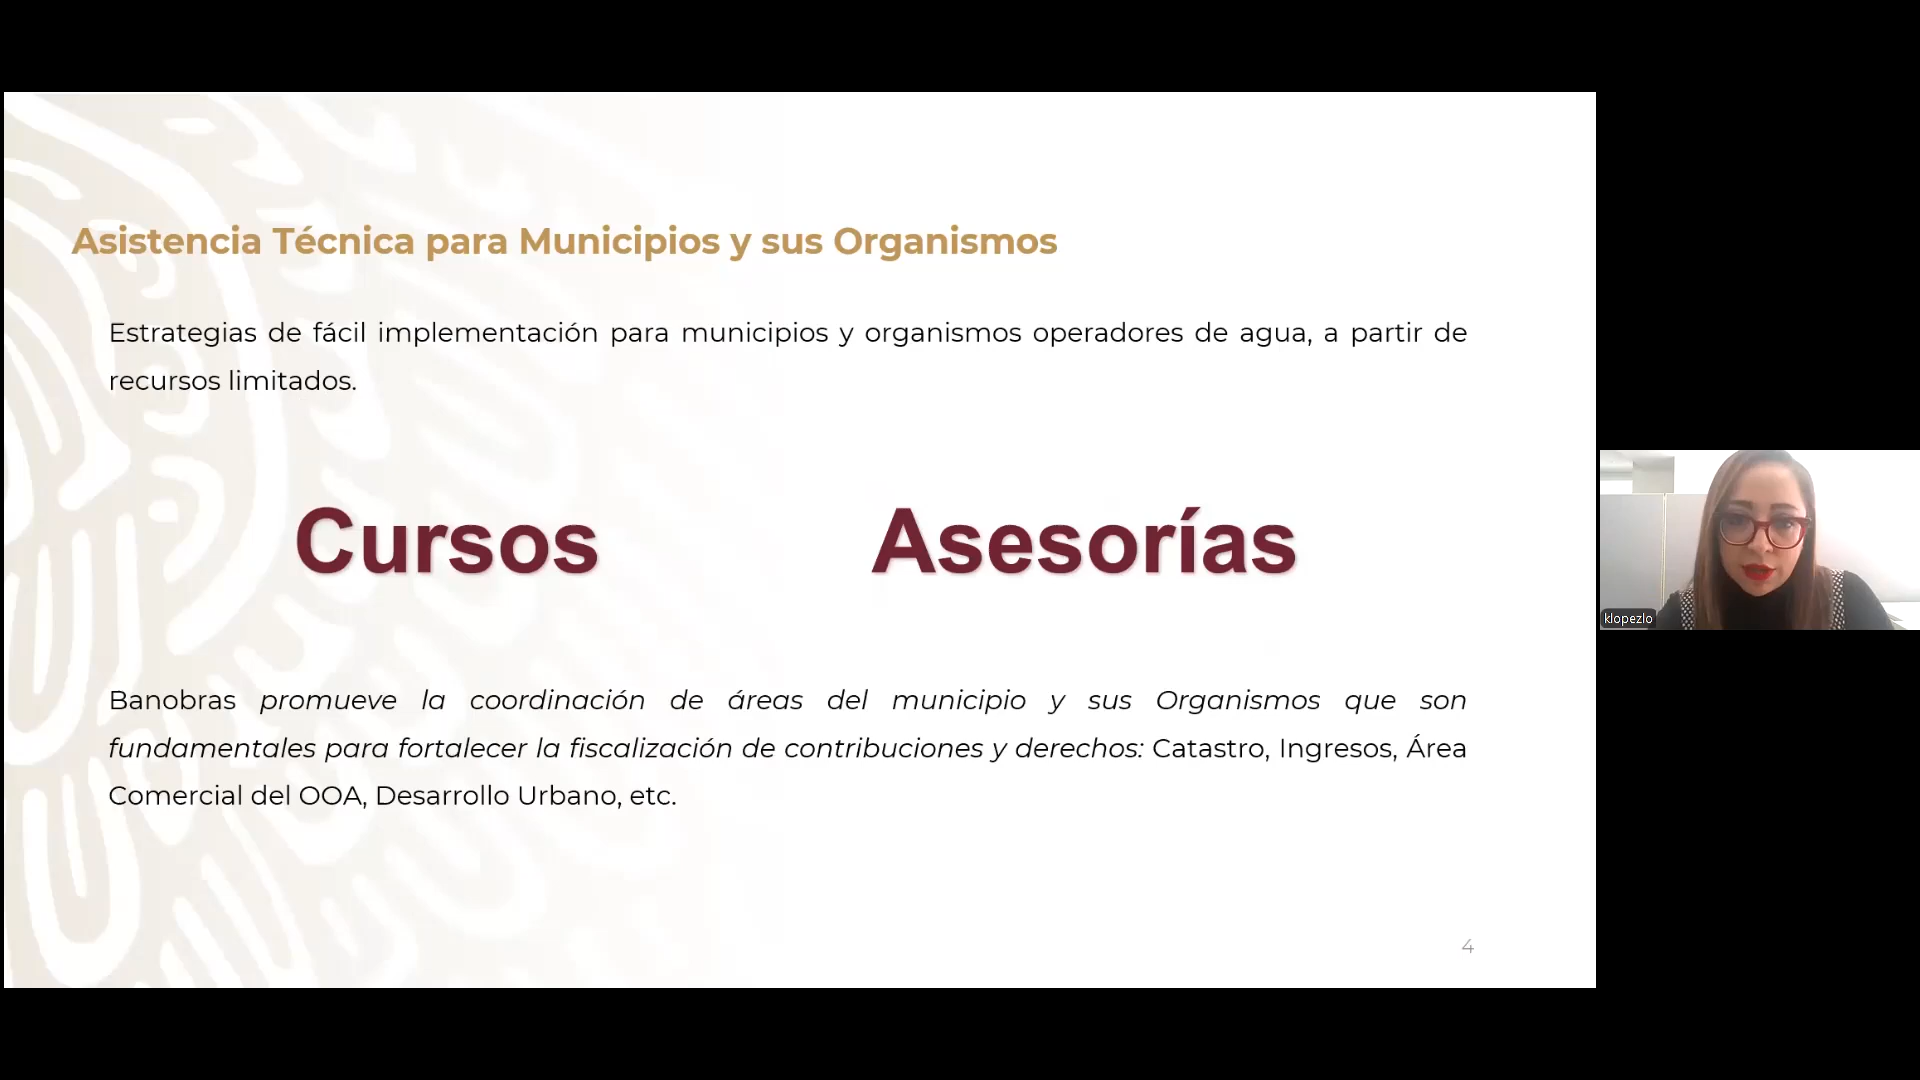 Asistencia Técnica para Municipios y sus Organismos
Estrategias de fácil implementación para municipios y organismos operadores de agua, a partir de
recursos limitados.
Cursos Asesorías
klopezlo
Banobras promueve la coordinación de áreas del municipio y sus Organismos que son
fundamentales para fortalecer la fiscalización de contribuciones y derechos: Catastro, Ingresos, Área
Comercial del OOA, Desarrollo Urbano, etc.
4